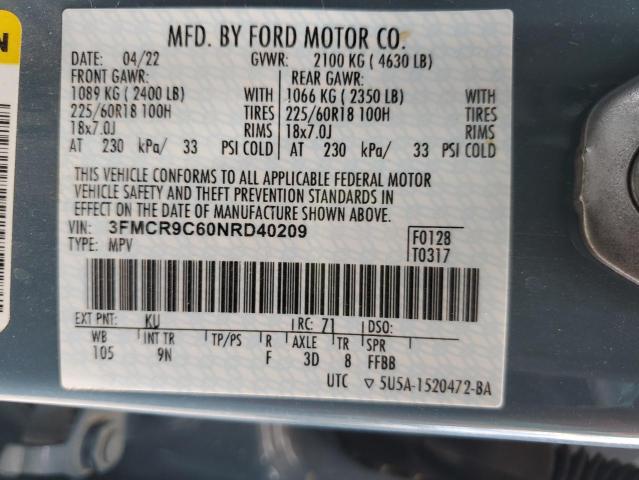 MFD. BY FORD MOTOR CO.
DATE: 04/22 GVWR: 2100 KG ( 4630 LB)
FRONT GAWR: REAR GAWR:
1089 KG ( 2400 LB) WITH 1066 KG ( 2350 LB) WITH
225/60R18 100H TIRES 225/60R18 100H TIRES
18x7.0J RIMS 18x7.0J RIMS
AT 230 kPa/ 33 PSI COLD AT 230 kPa/ 33 PSI COLD
THIS VEHICLE CONFORMS TO ALL APPLICABLE FEDERAL MOTOR
VEHICLE SAFETY AND THEFT PREVENTION STANDARDS IN
EFFECT ON THE DATE OF MANUFACTURE SHOWN ABOVE.
VIN: 3FMCR9C60NRD40209 F0128
TYPE: MPV T0317
EXT PNT: KU RC: 71 DSO:
WB INT TR TP/PS R AXLE TR SPR
105 9N F 3D 8 FFBB
UTC ▽ 5U5A-1520472-BA